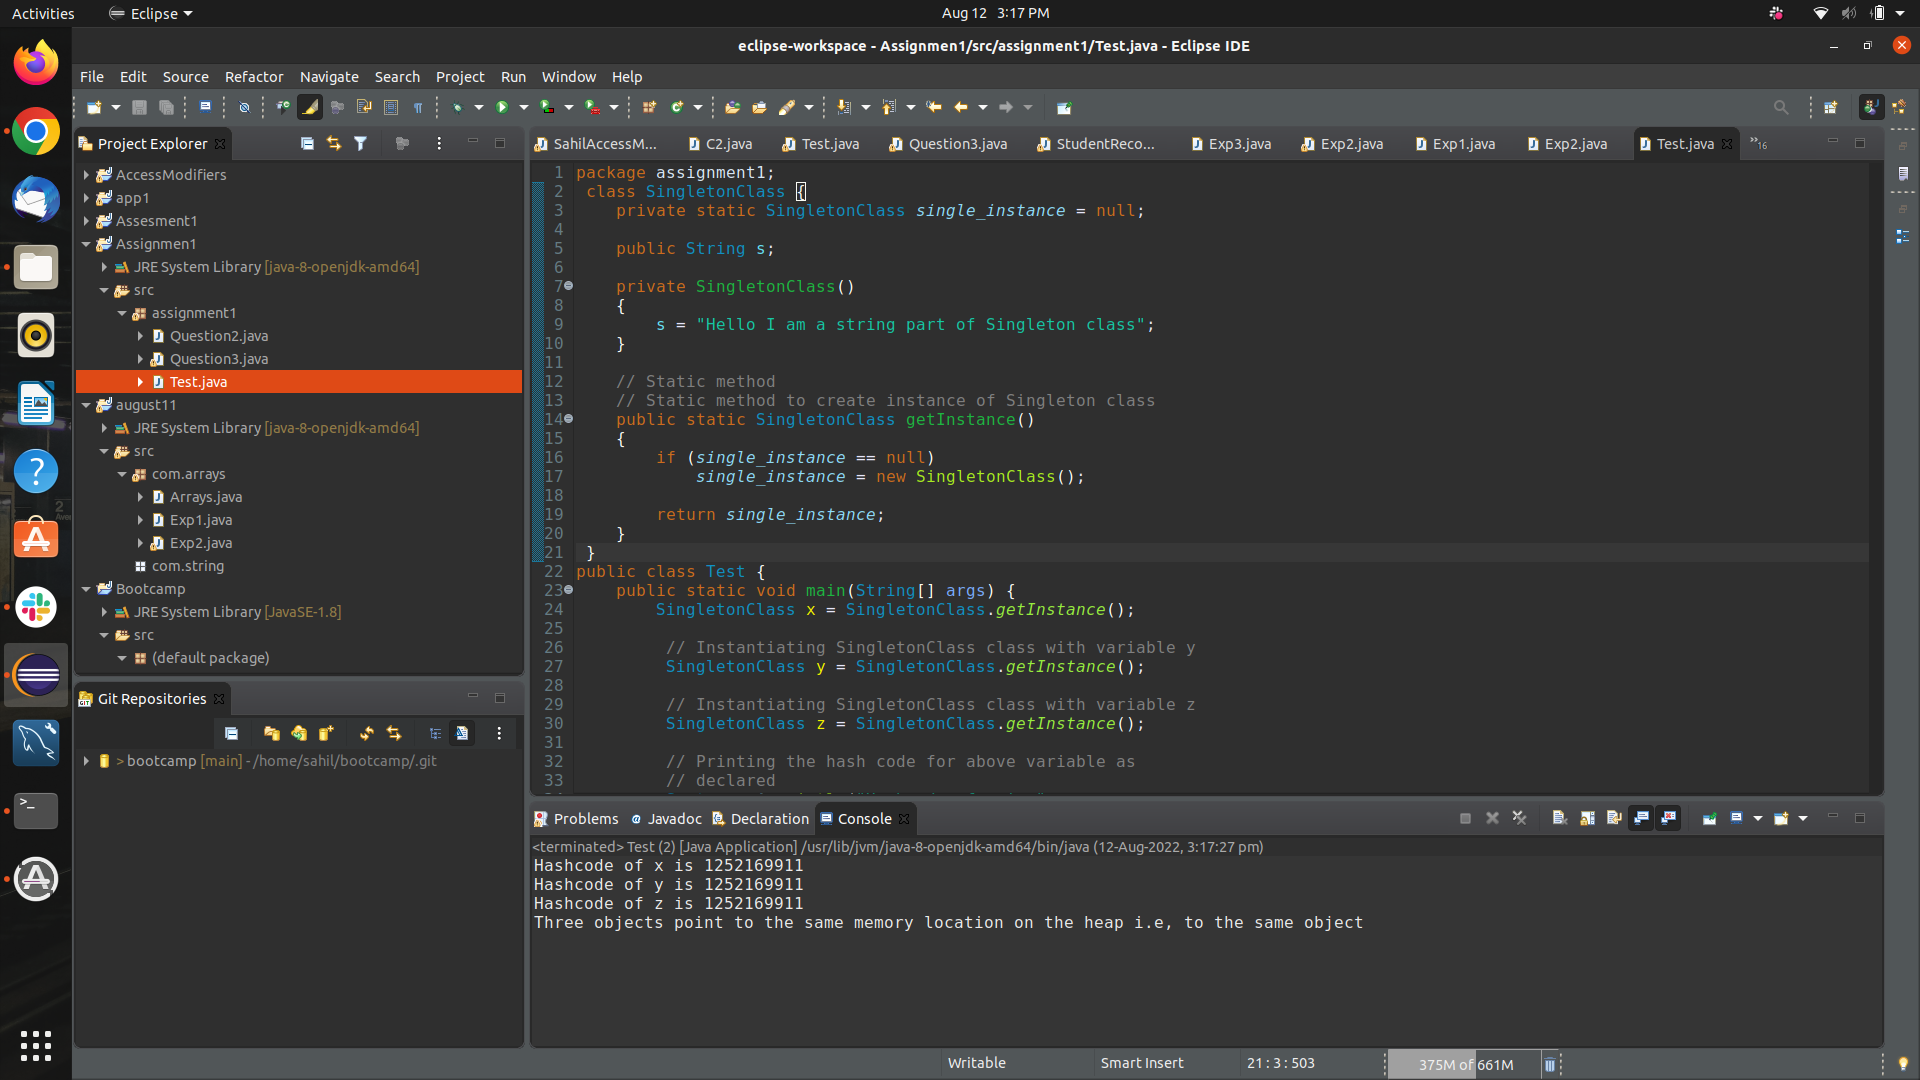 Activities
Eclipse
Aug 12 3:17 PM
eclipse-workspace - Assignmen1/src/assignment1/Test.java - Eclipse IDE
File Edit Source Refactor Navigate Search Project Run Window Help
Project Explorer
AccessModifiers
app1
Assesment1
Assignmen1
JRE System Library [java-8-openjdk-amd64]
src
assignment1
Question2.java
Question3.java
Test.java
august11
JRE System Library [java-8-openjdk-amd64]
src
com.arrays
Arrays.java
Exp1.java
Exp2.java
com.string
Bootcamp
JRE System Library [JavaSE-1.8]
src
(default package)
Git Repositories
> bootcamp [main] - /home/sahil/bootcamp/.git
SahilAccessM... C2.java Test.java Question3.java StudentReco... Exp3.java Exp2.java Exp1.java Exp2.java Test.java »16
1 package assignment1;
2 class SingletonClass {
3 private static SingletonClass single_instance = null;
4
5 public String s;
6
7 private SingletonClass()
8 {
9 s = "Hello I am a string part of Singleton class";
10 }
11
12 // Static method
13 // Static method to create instance of Singleton class
14 public static SingletonClass getInstance()
15 {
16 if (single_instance == null)
17 single_instance = new SingletonClass();
18
19 return single_instance;
20 }
21 }
22 public class Test {
23 public static void main(String[] args) {
24 SingletonClass x = SingletonClass.getInstance();
25
26 // Instantiating SingletonClass class with variable y
27 SingletonClass y = SingletonClass.getInstance();
28
29 // Instantiating SingletonClass class with variable z
30 SingletonClass z = SingletonClass.getInstance();
31
32 // Printing the hash code for above variable as
33 // declared
Problems Javadoc Declaration Console
<terminated> Test (2) [Java Application] /usr/lib/jvm/java-8-openjdk-amd64/bin/java (12-Aug-2022, 3:17:27 pm)
Hashcode of x is 1252169911
Hashcode of y is 1252169911
Hashcode of z is 1252169911
Three objects point to the same memory location on the heap i.e, to the same object
Writable
Smart Insert
21 : 3 : 503
375M of 661M